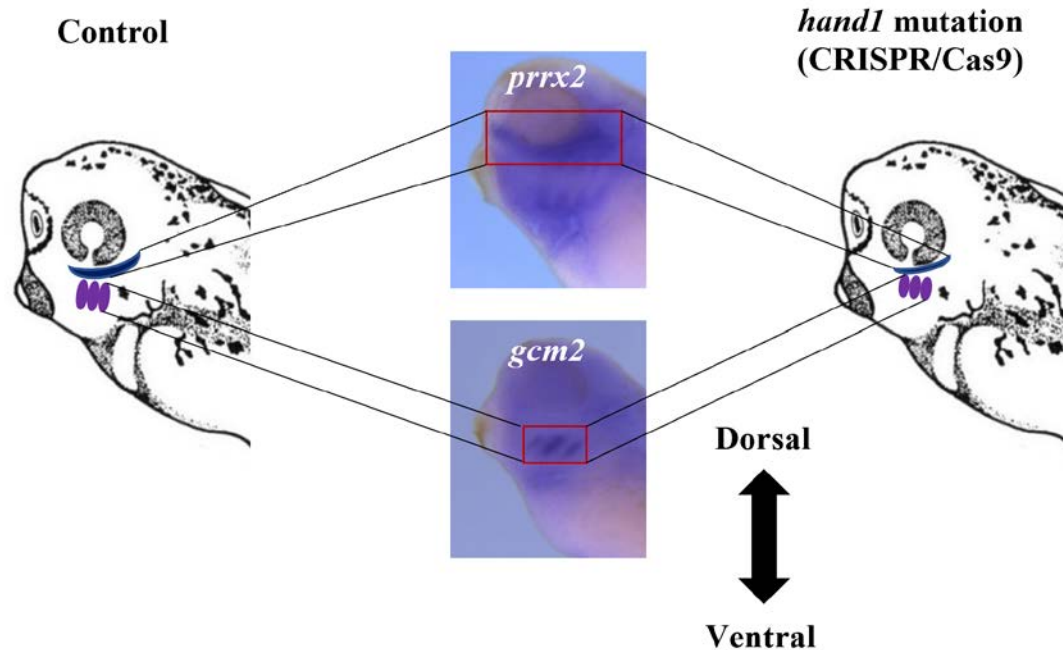 Control
hand1 mutation
(CRISPR/Cas9)
prrx2
gcm2
Dorsal
Ventral